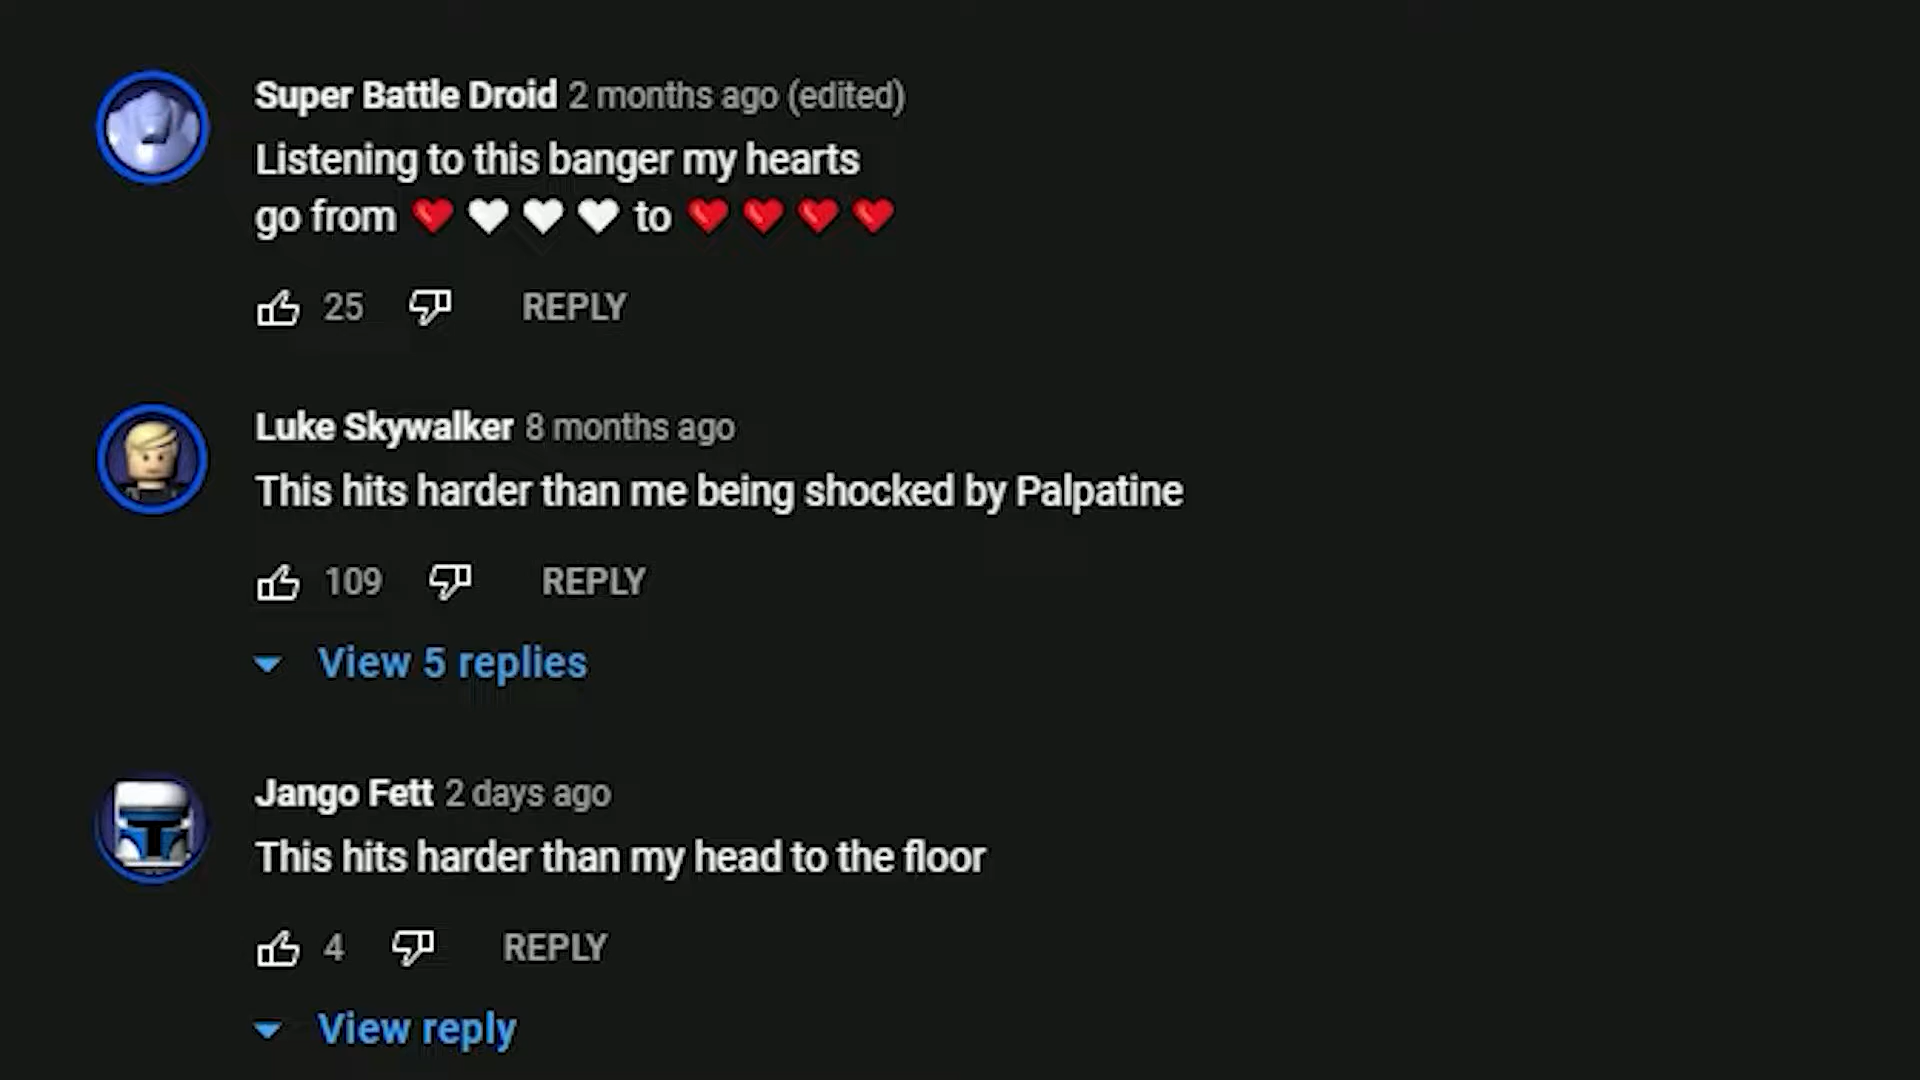 Super Battle Droid 2 months ago (edited)
Listening to this banger my hearts
go from ❤️ 🤍 🤍 🤍 to ❤️ ❤️ ❤️ ❤️
25 REPLY
Luke Skywalker 8 months ago
This hits harder than me being shocked by Palpatine
109 REPLY
View 5 replies
Jango Fett 2 days ago
This hits harder than my head to the floor
4 REPLY
View reply